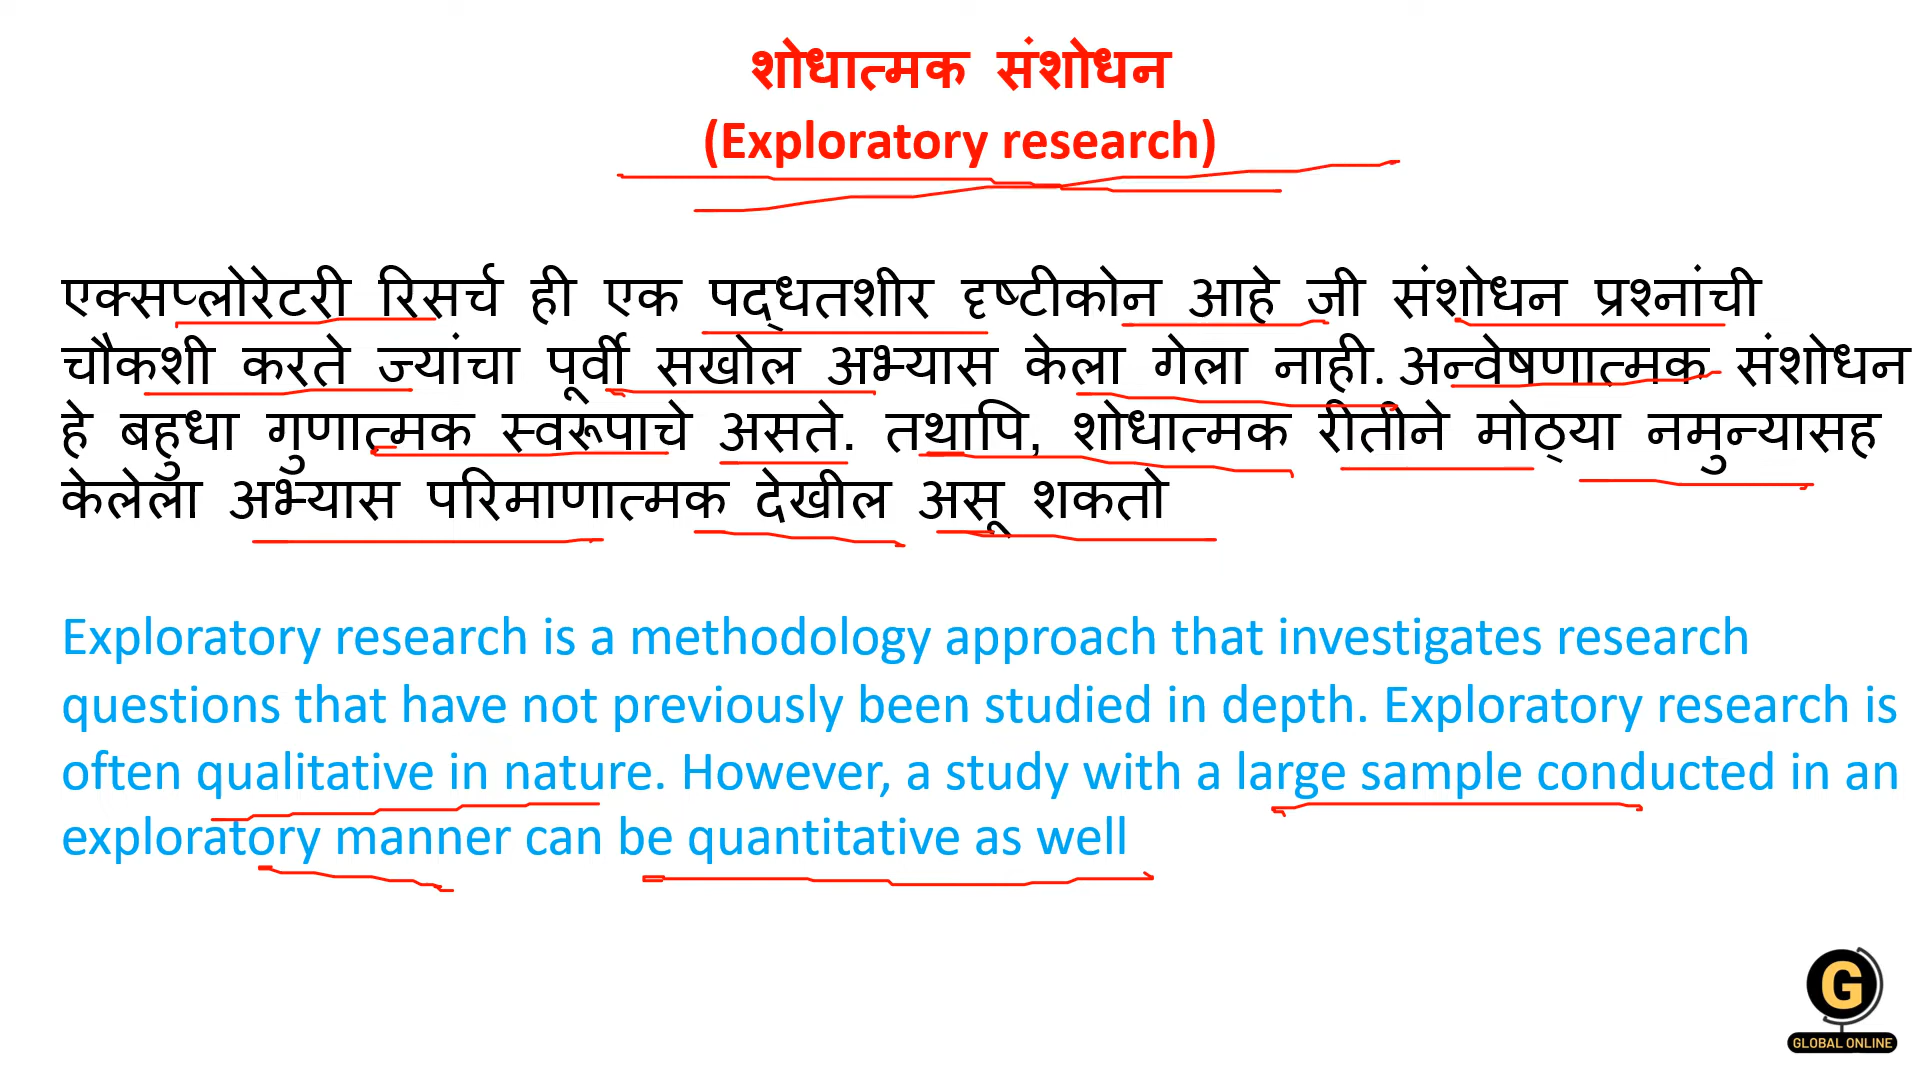 शोधात्मक संशोधन
(Exploratory research)
एक्सप्लोरेटरी रिसर्च ही एक पद्धतशीर दृष्टीकोन आहे जी संशोधन प्रश्नांची
चौकशी करते ज्यांचा पूर्वी सखोल अभ्यास केला गेला नाही. अन्वेषणात्मक संशोधन
हे बहुधा गुणात्मक स्वरूपाचे असते. तथापि, शोधात्मक रीतीने मोठ्या नमुन्यासह
केलेला अभ्यास परिमाणात्मक देखील असू शकतो
Exploratory research is a methodology approach that investigates research
questions that have not previously been studied in depth. Exploratory research is
often qualitative in nature. However, a study with a large sample conducted in an
exploratory manner can be quantitative as well
G
GLOBAL ONLINE